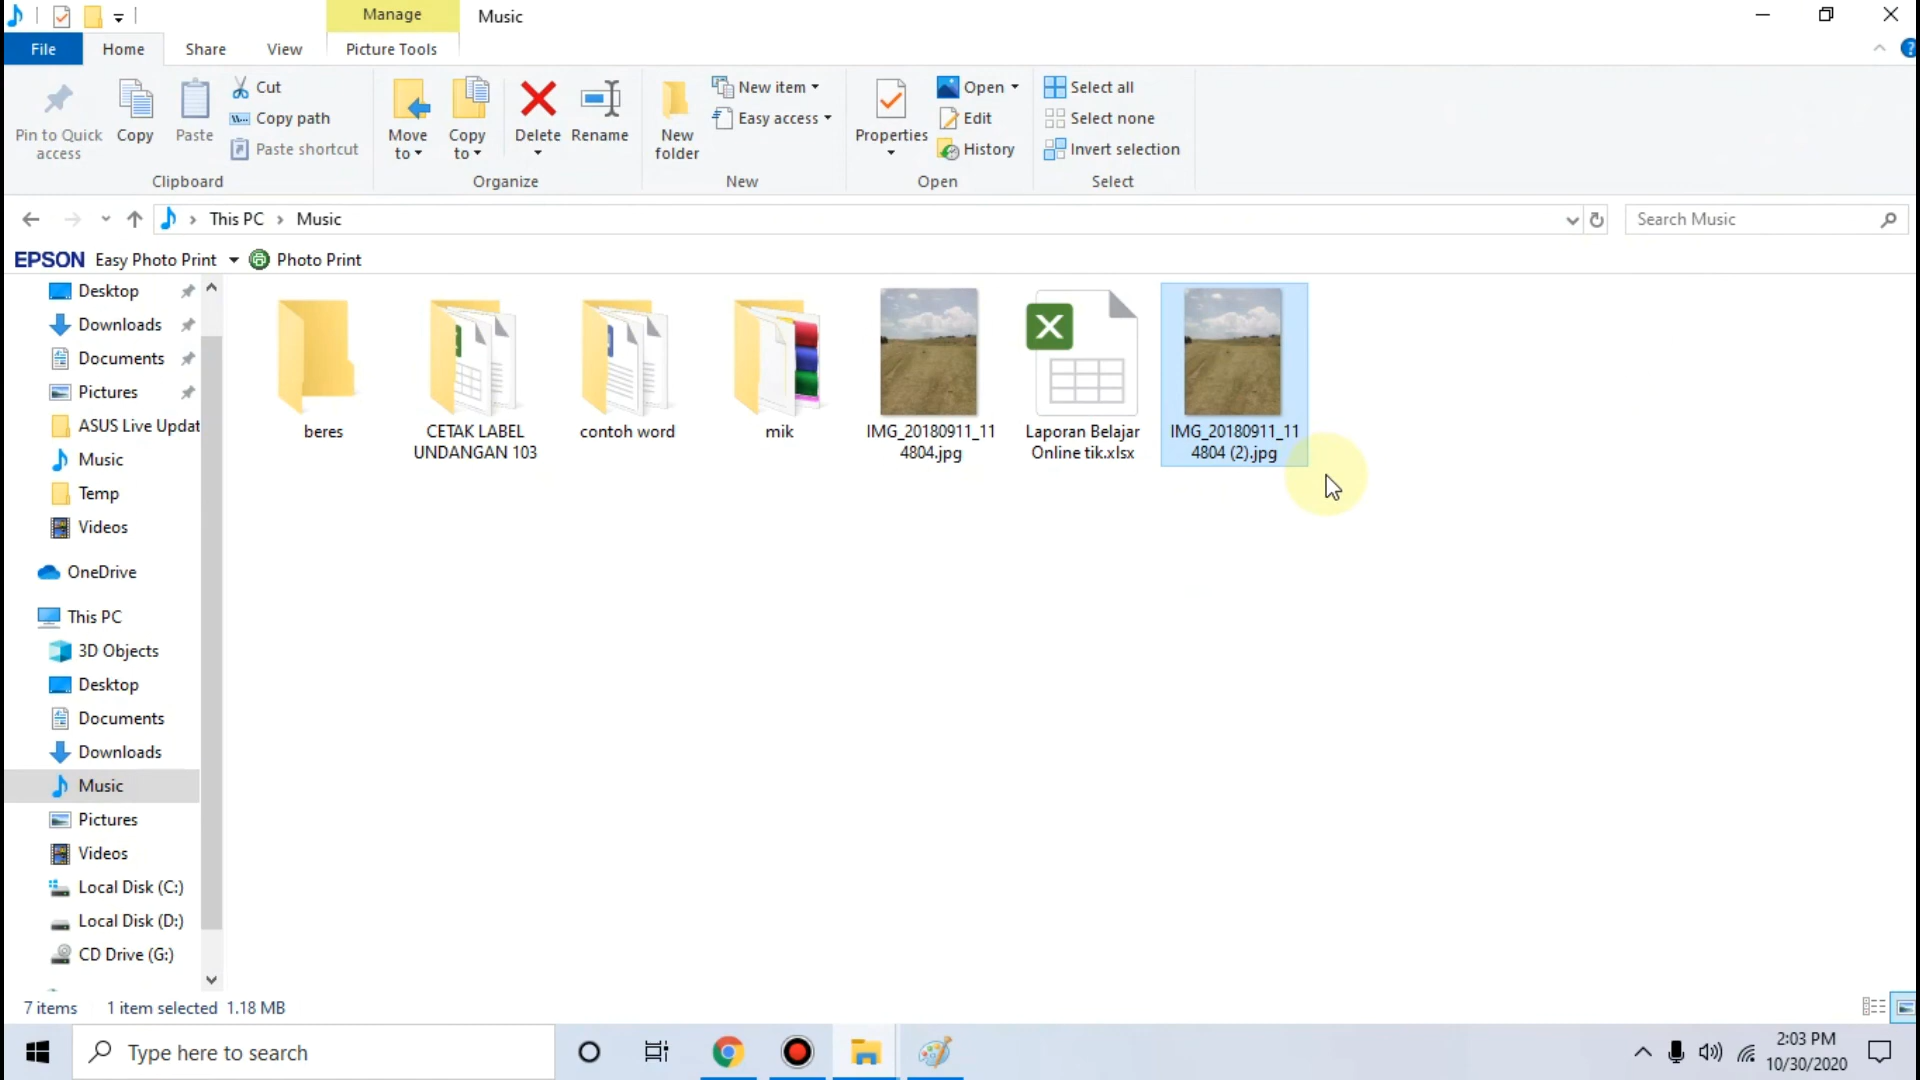 Manage
Music
File
Home
Share
View
Picture Tools
Pin to Quick
access
Copy
Paste
Cut
Copy path
Paste shortcut
Clipboard
Move
to
Copy
to
Delete
Rename
Organize
New
folder
New item
Easy access
New
Properties
Open
Edit
History
Open
Select all
Select none
Invert selection
Select
This PC
Music
Search Music
EPSON Easy Photo Print
Photo Print
Desktop
Downloads
Documents
Pictures
ASUS Live Updat
Music
Temp
Videos
OneDrive
This PC
3D Objects
Desktop
Documents
Downloads
Music
Pictures
Videos
Local Disk (C:)
Local Disk (D:)
CD Drive (G:)
beres
CETAK LABEL
UNDANGAN 103
contoh word
mik
IMG_20180911_11
4804.jpg
Laporan Belajar
Online tik.xlsx
IMG_20180911_11
4804 (2).jpg
7 items
1 item selected 1.18 MB
Type here to search
2:03 PM
10/30/2020